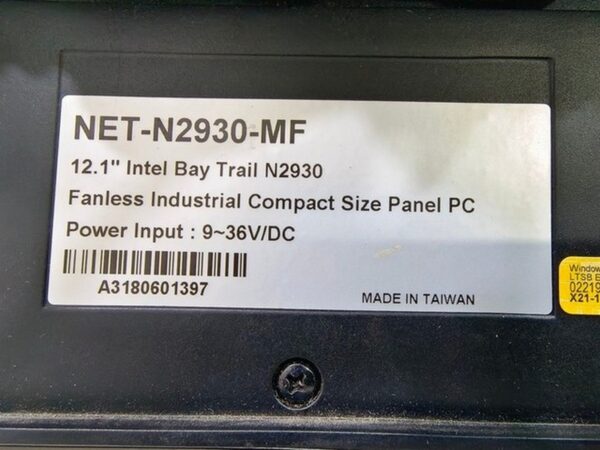 NET-N2930-MF
12.1" Intel Bay Trail N2930
Fanless Industrial Compact Size Panel PC
Power Input : 9~36V/DC
A3180601397
MADE IN TAIWAN
Window
LTSB E
02219
X21-1